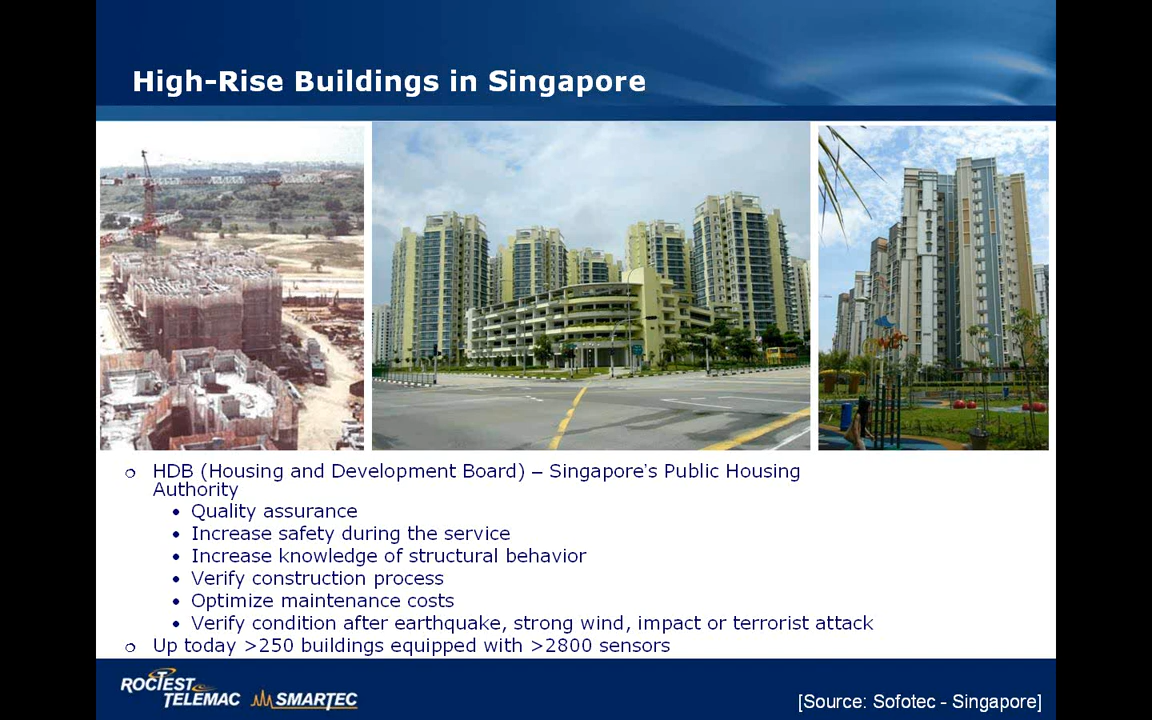 High-Rise Buildings in Singapore
HDB (Housing and Development Board) – Singapore's Public Housing
Authority
Quality assurance
Increase safety during the service
Increase knowledge of structural behavior
Verify construction process
Optimize maintenance costs
Verify condition after earthquake, strong wind, impact or terrorist attack
Up today >250 buildings equipped with >2800 sensors
ROCTEST
TELEMAC
SMARTEC
[Source: Sofotec - Singapore]